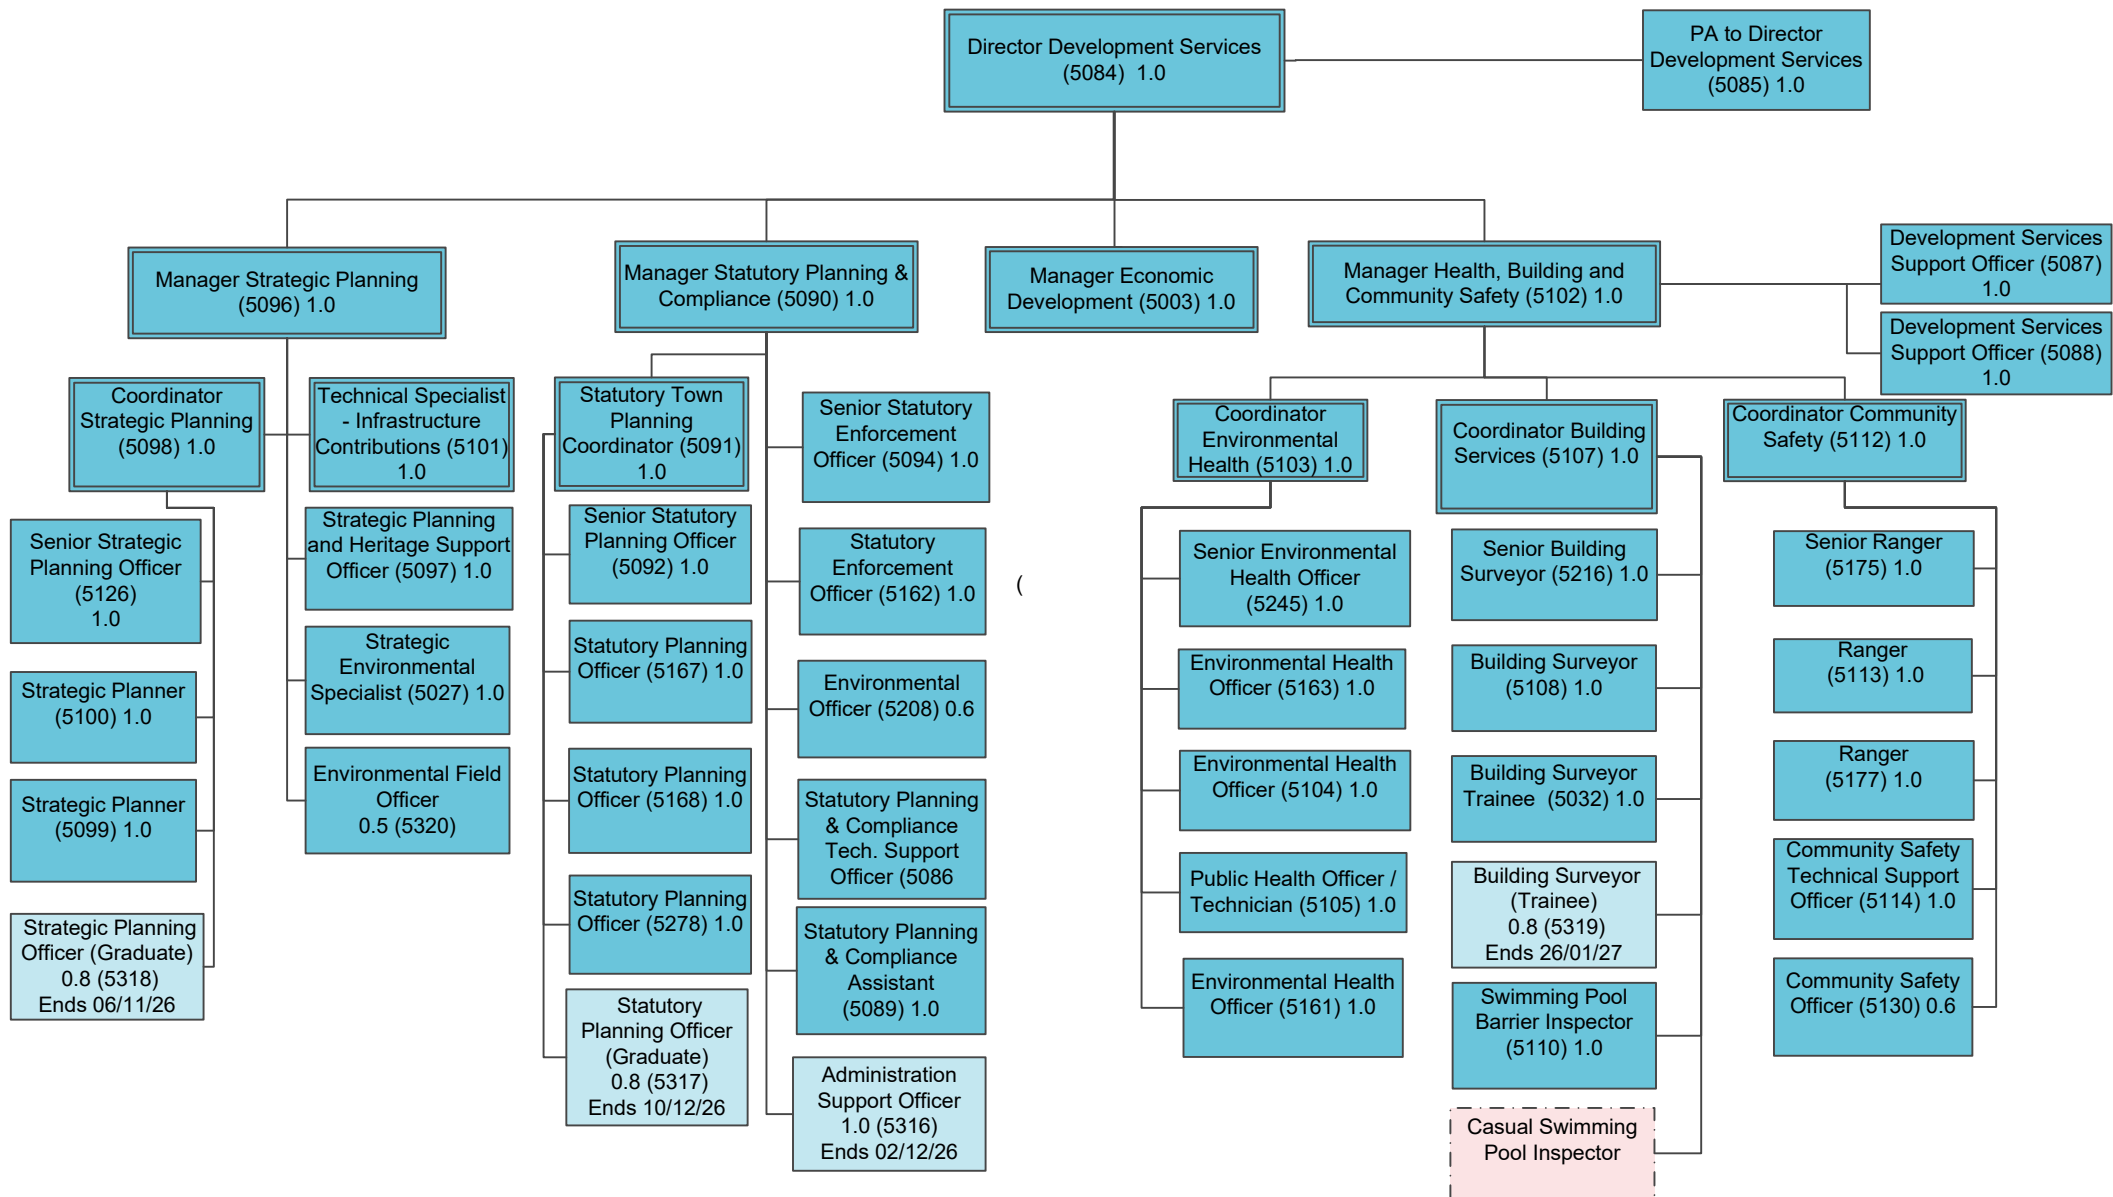 Director Development Services
(5084) 1.0
PA to Director
Development Services
(5085) 1.0
Manager Strategic Planning
(5096) 1.0
Manager Statutory Planning &
Compliance (5090) 1.0
Manager Economic
Development (5003) 1.0
Manager Health, Building and
Community Safety (5102) 1.0
Development Services
Support Officer (5087)
1.0
Development Services
Support Officer (5088)
1.0
Coordinator
Strategic Planning
(5098) 1.0
Technical Specialist
- Infrastructure
Contributions (5101)
1.0
Senior Strategic
Planning Officer
(5126)
1.0
Strategic Planner
(5100) 1.0
Strategic Planner
(5099) 1.0
Strategic Planning
Officer (Graduate)
0.8 (5318)
Ends 06/11/26
Strategic Planning
and Heritage Support
Officer (5097) 1.0
Strategic
Environmental
Specialist (5027) 1.0
Environmental Field
Officer
0.5 (5320)
Statutory Town
Planning
Coordinator (5091)
1.0
Senior Statutory
Planning Officer
(5092) 1.0
Statutory Planning
Officer (5167) 1.0
Statutory Planning
Officer (5168) 1.0
Statutory Planning
Officer (5278) 1.0
Statutory
Planning Officer
(Graduate)
0.8 (5317)
Ends 10/12/26
Senior Statutory
Enforcement
Officer (5094) 1.0
Statutory
Enforcement
Officer (5162) 1.0
(
Environmental
Officer (5208) 0.6
Statutory Planning
& Compliance
Tech. Support
Officer (5086
Statutory Planning
& Compliance
Assistant
(5089) 1.0
Administration
Support Officer
1.0 (5316)
Ends 02/12/26
Coordinator
Environmental
Health (5103) 1.0
Senior Environmental
Health Officer
(5245) 1.0
Environmental Health
Officer (5163) 1.0
Environmental Health
Officer (5104) 1.0
Public Health Officer /
Technician (5105) 1.0
Environmental Health
Officer (5161) 1.0
Coordinator Building
Services (5107) 1.0
Senior Building
Surveyor (5216) 1.0
Building Surveyor
(5108) 1.0
Building Surveyor
Trainee (5032) 1.0
Building Surveyor
(Trainee)
0.8 (5319)
Ends 26/01/27
Swimming Pool
Barrier Inspector
(5110) 1.0
Casual Swimming
Pool Inspector
Coordinator Community
Safety (5112) 1.0
Senior Ranger
(5175) 1.0
Ranger
(5113) 1.0
Ranger
(5177) 1.0
Community Safety
Technical Support
Officer (5114) 1.0
Community Safety
Officer (5130) 0.6